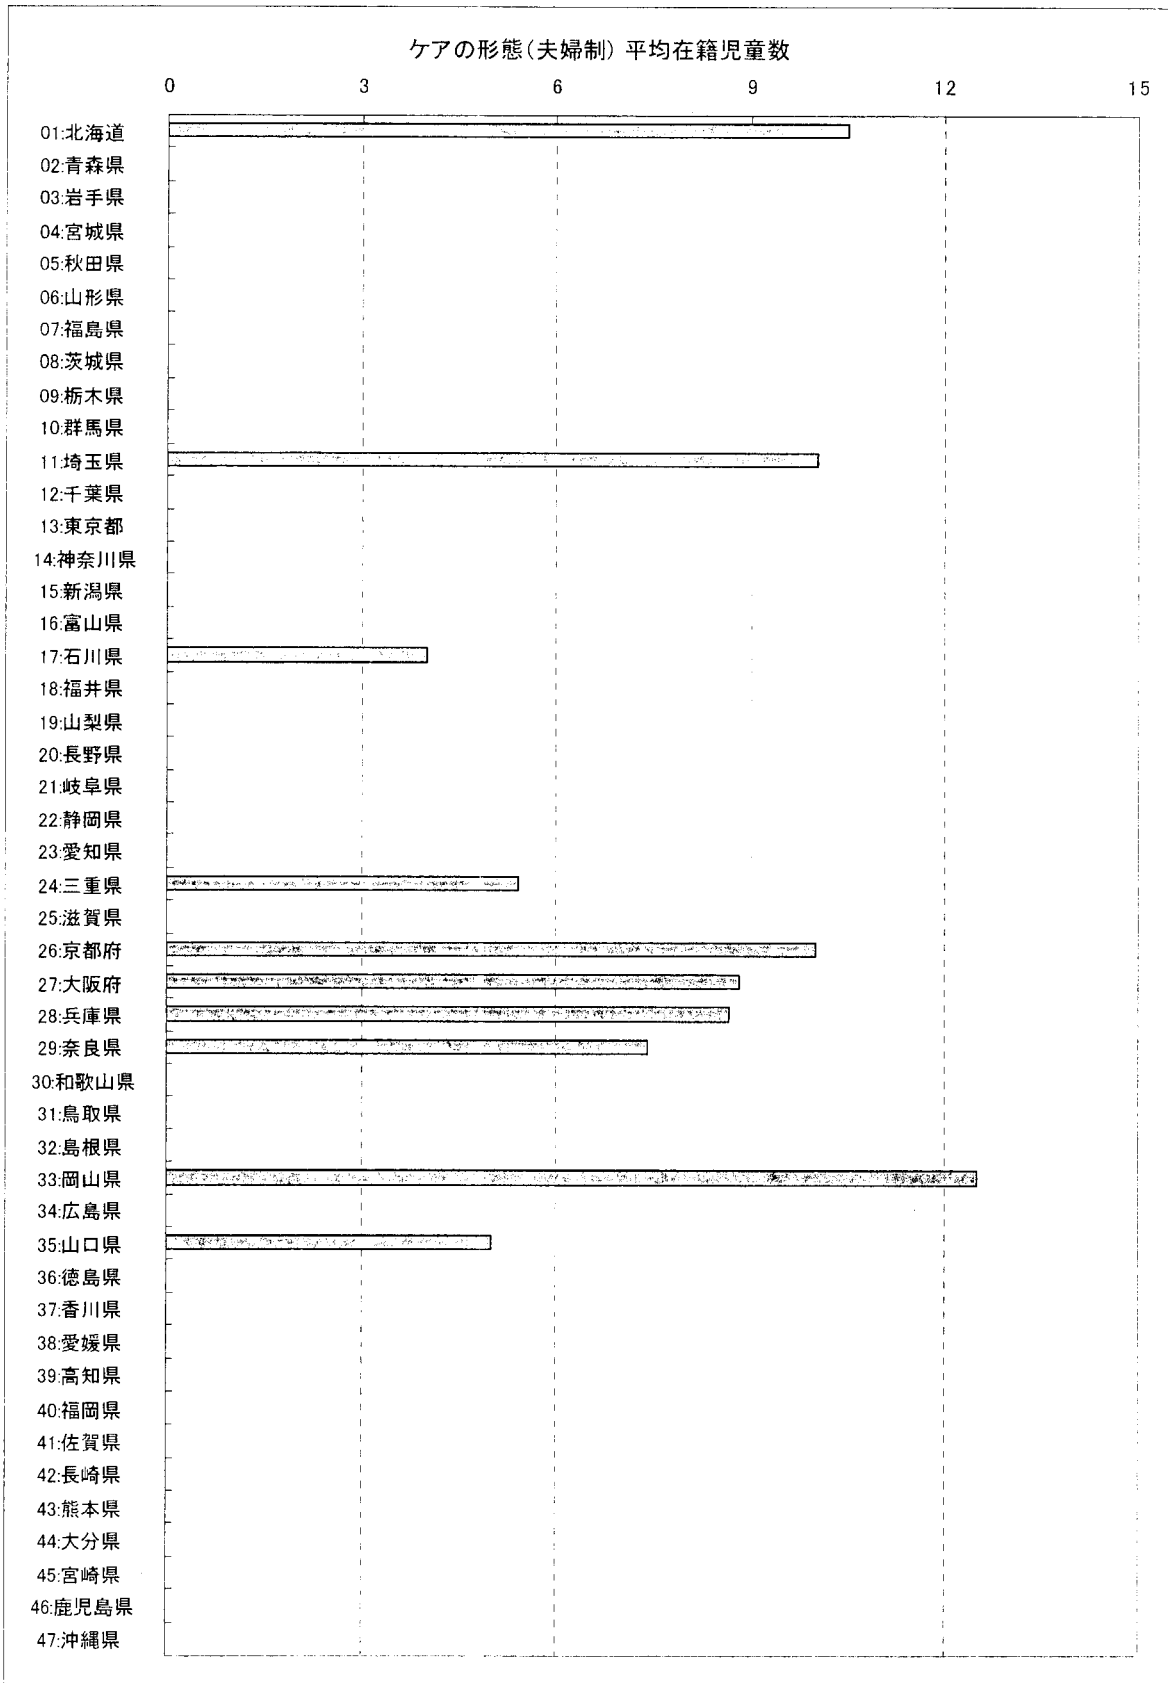 ケアの形態(夫婦制) 平均在籍児童数
0 3 6 9 12 15
01:北海道
02:青森県
03:岩手県
04:宮城県
05:秋田県
06:山形県
07:福島県
08:茨城県
09:栃木県
10:群馬県
11:埼玉県
12:千葉県
13:東京都
14:神奈川県
15:新潟県
16:富山県
17:石川県
18:福井県
19:山梨県
20:長野県
21:岐阜県
22:静岡県
23:愛知県
24:三重県
25:滋賀県
26:京都府
27:大阪府
28:兵庫県
29:奈良県
30:和歌山県
31:鳥取県
32:島根県
33:岡山県
34:広島県
35:山口県
36:徳島県
37:香川県
38:愛媛県
39:高知県
40:福岡県
41:佐賀県
42:長崎県
43:熊本県
44:大分県
45:宮崎県
46:鹿児島県
47:沖縄県